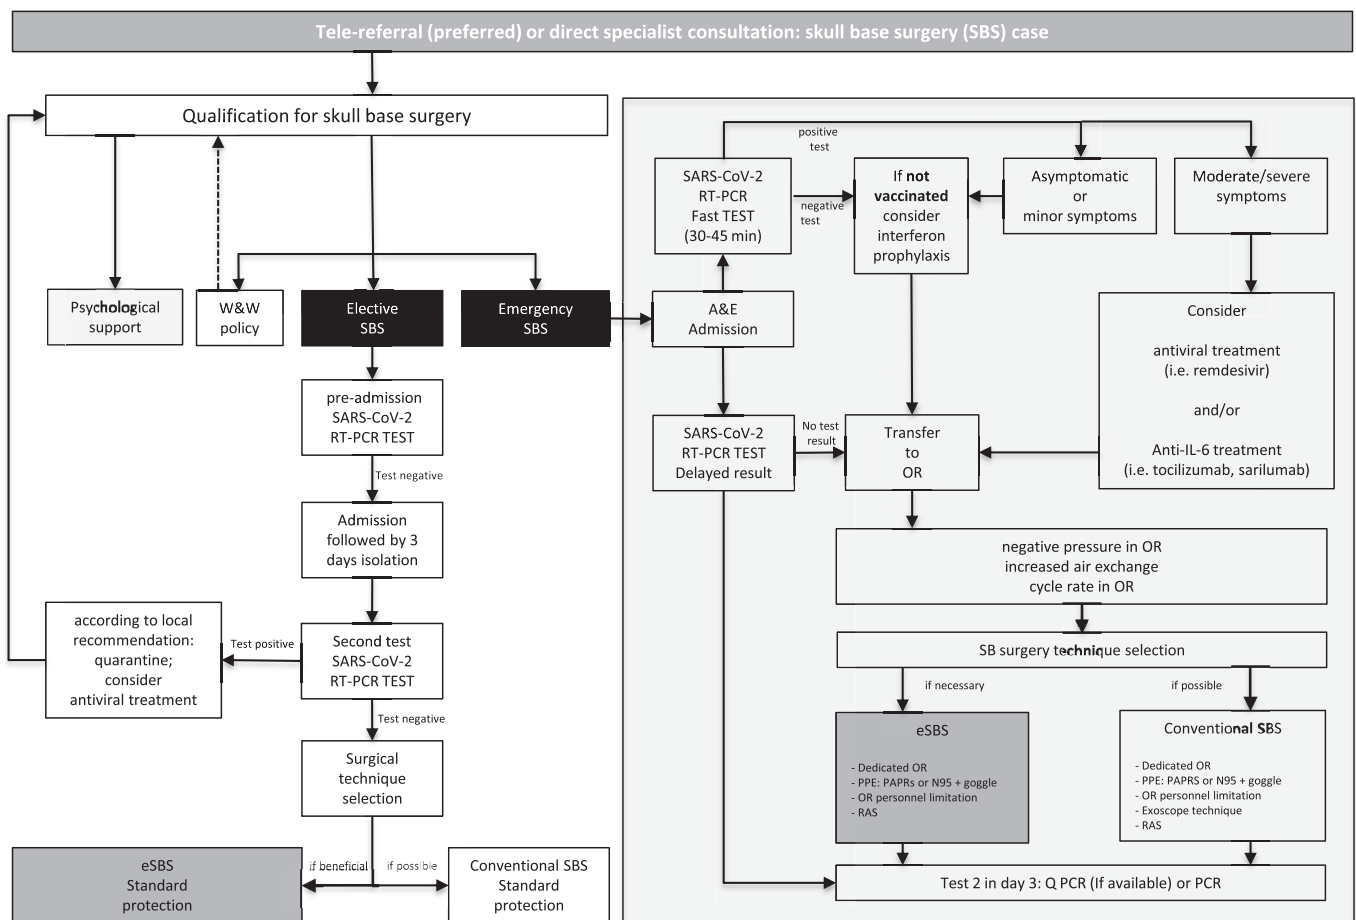 Tele-referral (preferred) or direct specialist consultation: skull base surgery (SBS) case
Qualification for skull base surgery
Psychological
support
W&W
policy
Elective
SBS
Emergency
SBS
pre-admission
SARS-CoV-2
RT-PCR TEST
Test negative
Admission
followed by 3
days isolation
Second test
SARS-CoV-2
RT-PCR TEST
Test positive
according to local
recommendation:
quarantine;
consider
antiviral treatment
Test negative
Surgical
technique
selection
if beneficial
if possible
eSBS
Standard
protection
Conventional SBS
Standard
protection
A&E
Admission
SARS-CoV-2
RT-PCR
Fast TEST
(30-45 min)
positive
test
negative
test
If not
vaccinated
consider
interferon
prophylaxis
Asymptomatic
or
minor symptoms
Moderate/severe
symptoms
Consider
antiviral treatment
(i.e. remdesivir)
and/or
Anti-IL-6 treatment
(i.e. tocilizumab, sarilumab)
SARS-CoV-2
RT-PCR TEST
Delayed result
No test
result
Transfer
to
OR
negative pressure in OR
increased air exchange
cycle rate in OR
SB surgery technique selection
if necessary
if possible
eSBS
- Dedicated OR
- PPE: PAPRs or N95 + goggle
- OR personnel limitation
- RAS
Conventional SBS
- Dedicated OR
- PPE: PAPRS or N95 + goggle
- OR personnel limitation
- Exoscope technique
- RAS
Test 2 in day 3: Q PCR (If available) or PCR